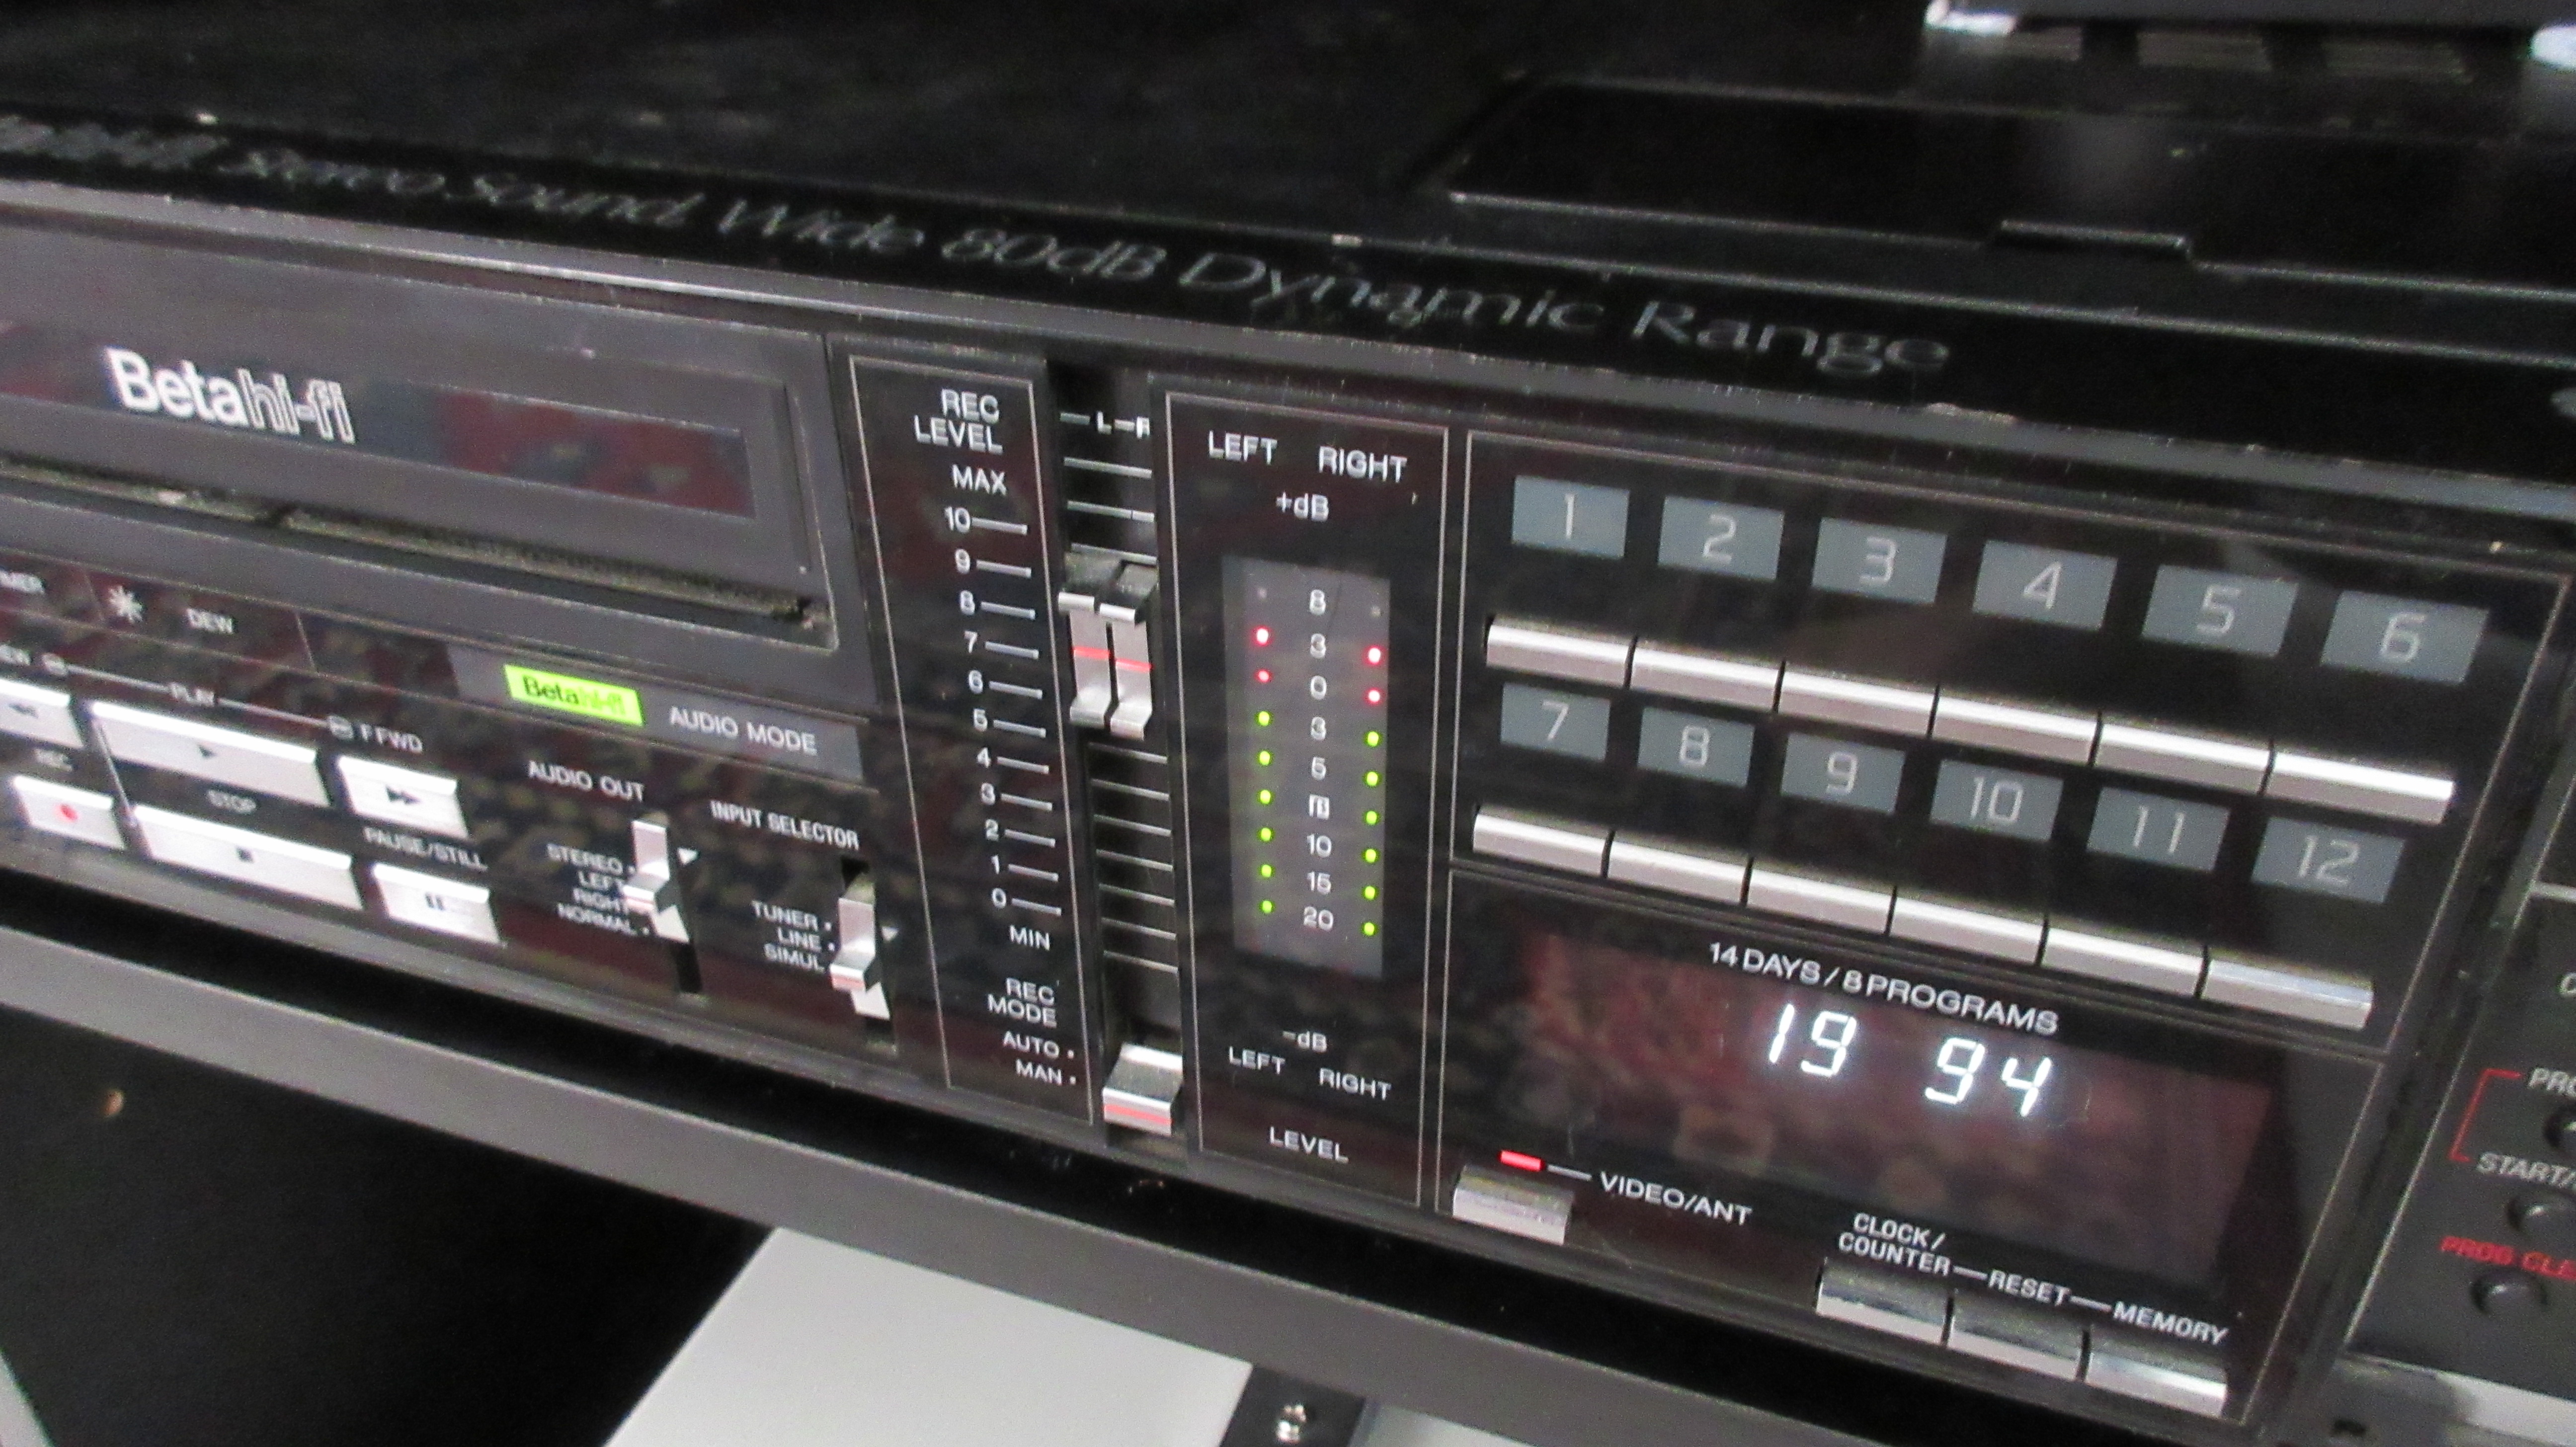 Stereo Sound, Wide 80dB Dynamic Range
Betahi-fi
DEW
Betahi-fi
AUDIO MODE
PLAY
F FWD
REC
STOP
PAUSE/STILL
AUDIO OUT
STEREO
LEFT
RIGHT
NORMAL
INPUT SELECTOR
TUNER
LINE
SIMUL
REC
LEVEL
MAX
10
9
8
7
6
5
4
3
2
1
0
MIN
REC
MODE
AUTO
MAN
LEFT RIGHT
+dB
8
3
0
3
5
10
15
20
-dB
LEFT RIGHT
LEVEL
1 2 3 4 5 6
7 8 9 10 11 12
14 DAYS / 8 PROGRAMS
19 94
VIDEO/ANT
CLOCK/
COUNTER—RESET—MEMORY